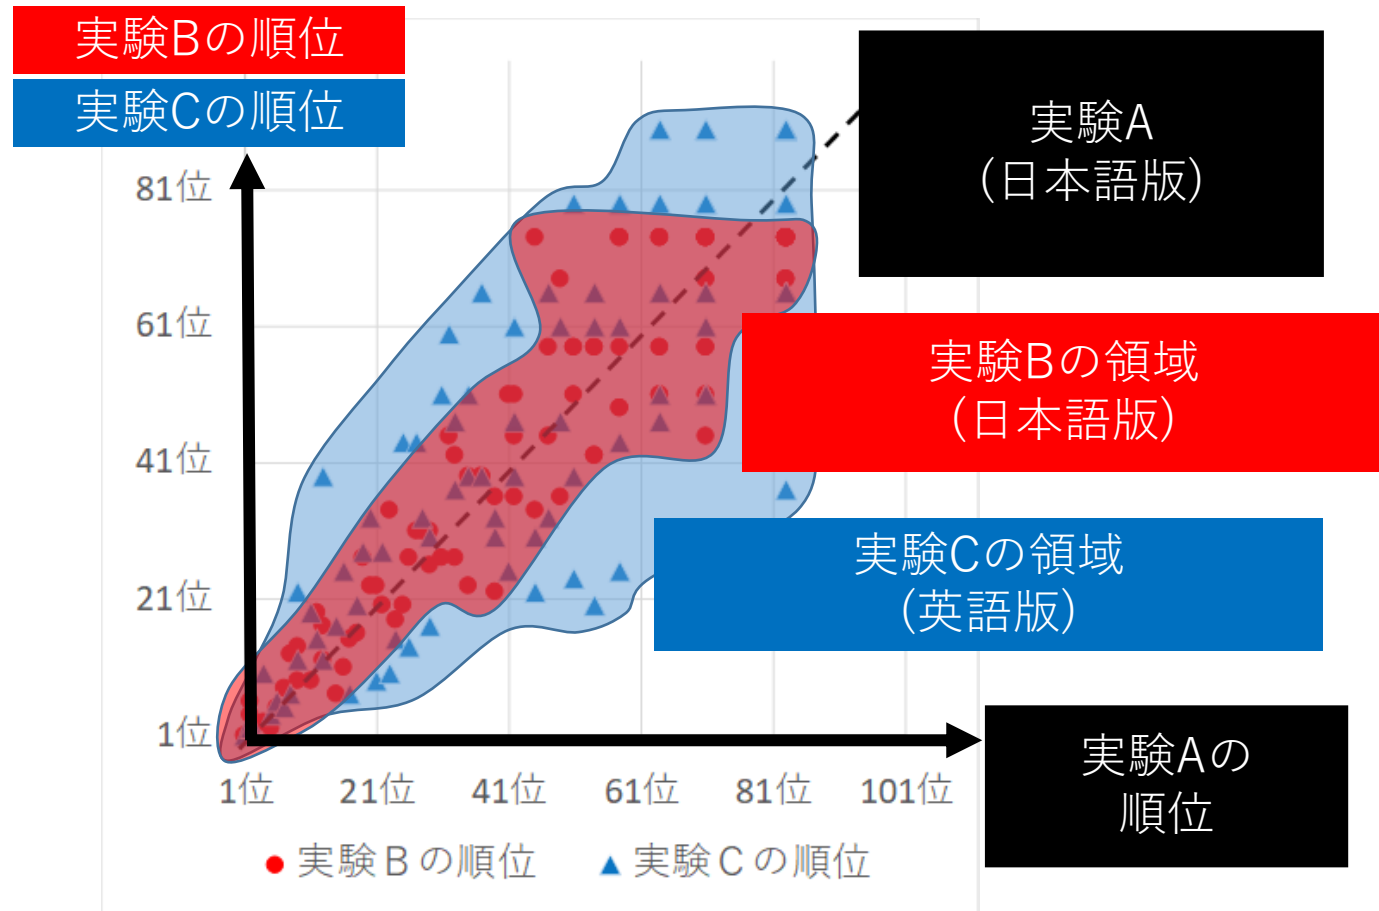 実験Bの順位
実験Cの順位
実験A
(日本語版)
81位
61位
実験Bの領域
(日本語版)
41位
実験Cの領域
(英語版)
21位
1位
実験Aの
順位
1位
21位
41位
61位
81位
101位
実験Ｂの順位
実験Ｃの順位